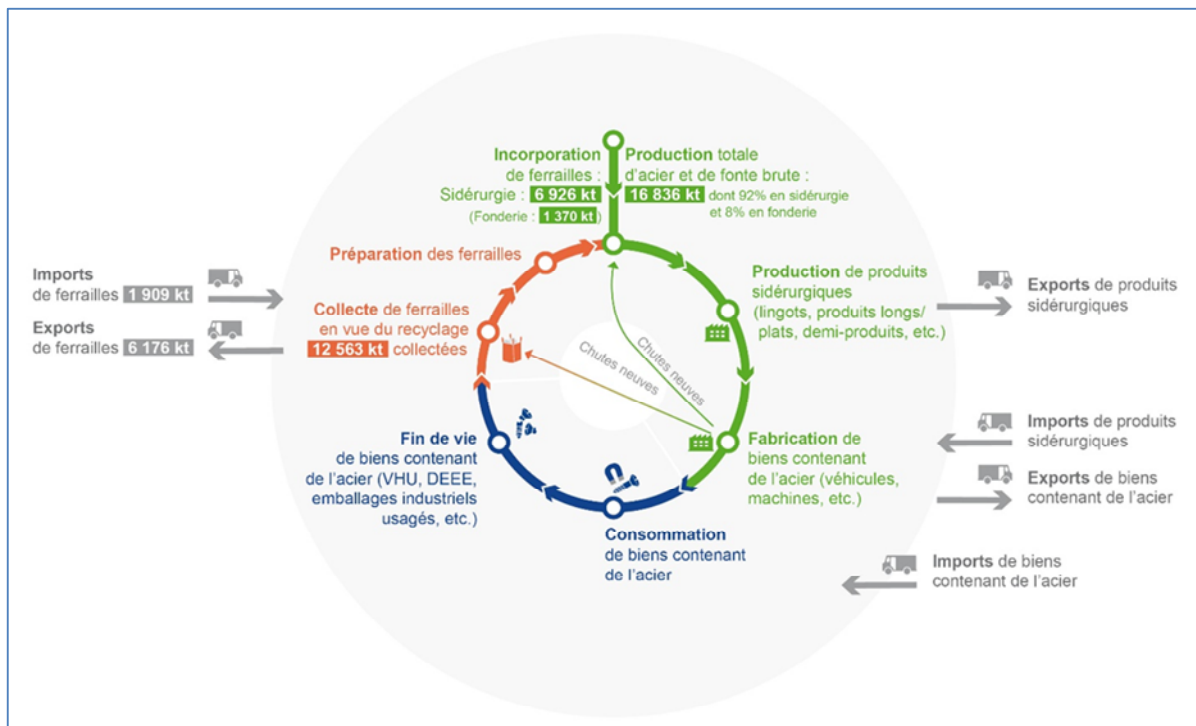 Incorporation
de ferrailles :
Sidérurgie : 6 926 kt
(Fonderie : 1 370 kt)
Production totale
d'acier et de fonte brute :
16 836 kt dont 92% en sidérurgie
et 8% en fonderie
Préparation des ferrailles
Imports
de ferrailles 1 909 kt
Exports
de ferrailles 6 176 kt
Collecte de ferrailles
en vue du recyclage
12 563 kt collectées
Production de produits
sidérurgiques
(lingots, produits longs/
plats, demi-produits, etc.)
Exports de produits
sidérurgiques
Chutes neuves
Chutes neuves
Imports de produits
sidérurgiques
Fin de vie
de biens contenant
de l'acier (VHU, DEEE,
emballages industriels
usagés, etc.)
Fabrication de
biens contenant
de l'acier (véhicules,
machines, etc.)
Exports de biens
contenant de l'acier
Consommation
de biens contenant
de l'acier
Imports de biens
contenant de l'acier